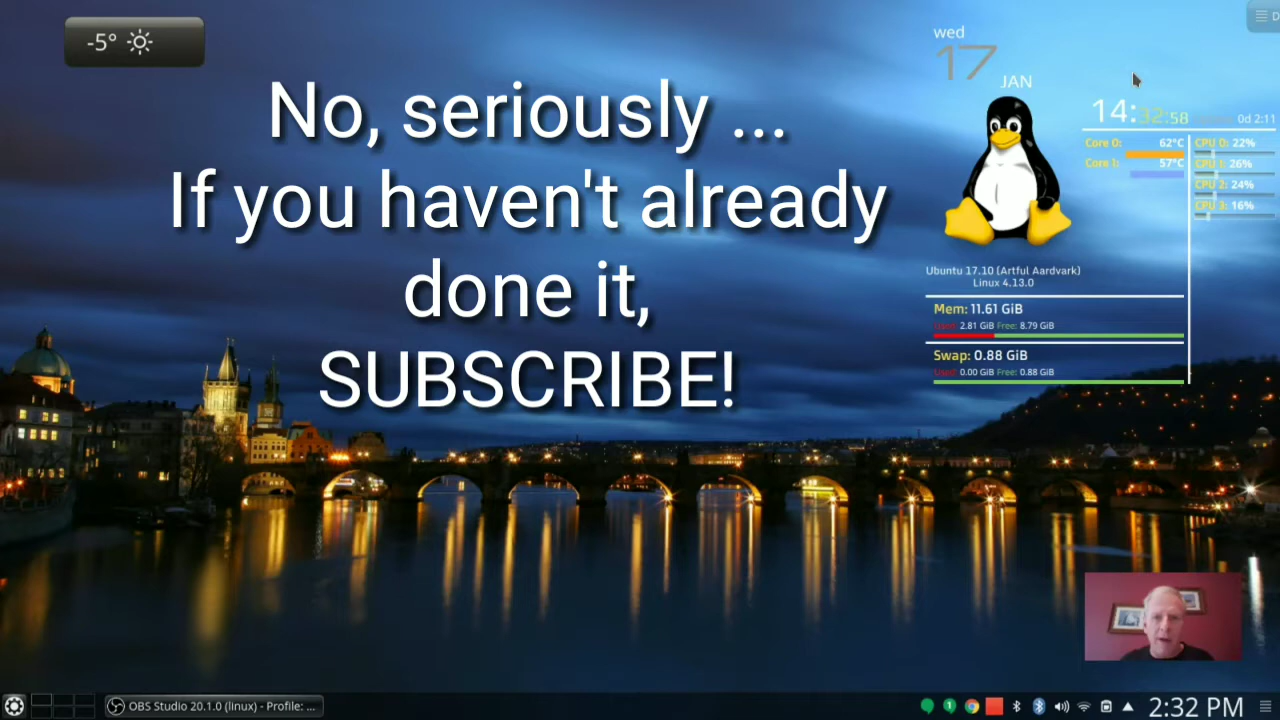 -5°
No, seriously ...
If you haven't already
done it,
SUBSCRIBE!
wed
17
JAN
14:32:58
0d 2:11
Core 0: 62°C
Core 1: 57°C
CPU 0: 22%
CPU 1: 26%
CPU 2: 24%
CPU 3: 16%
Ubuntu 17.10 (Artful Aardvark)
Linux 4.13.0
Mem: 11.61 GiB
Used: 2.81 GiB Free: 8.79 GiB
Swap: 0.88 GiB
Used: 0.00 GiB Free: 0.88 GiB
D
OBS Studio 20.1.0 (linux) - Profile: ...
1
2:32 PM